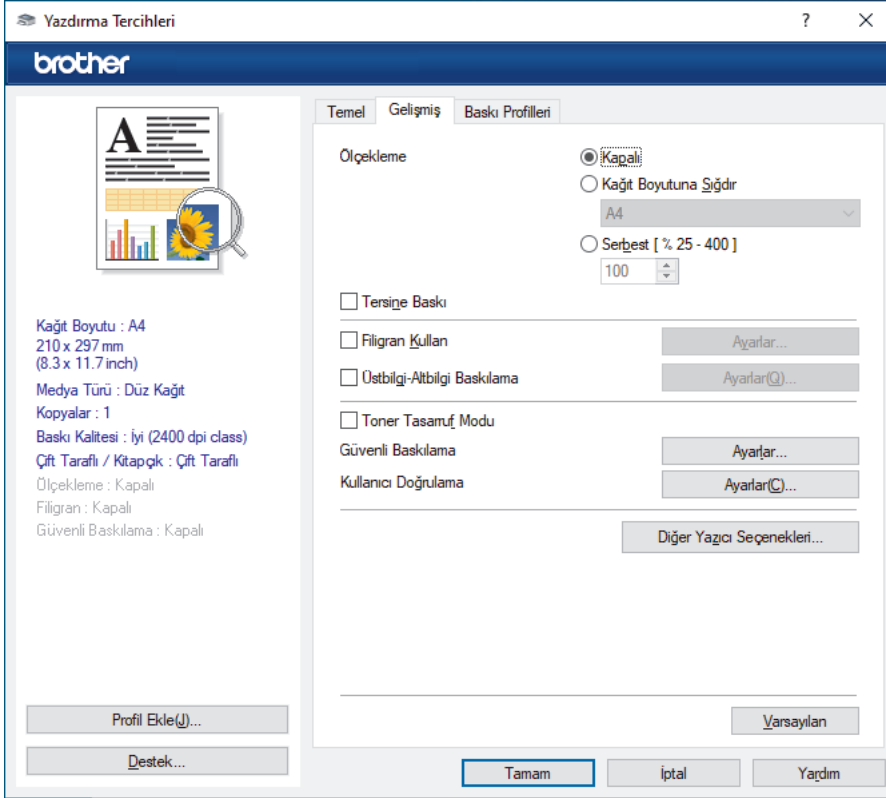 Yazdırma Tercihleri
?
brother
A
Temel
Gelişmiş
Baskı Profilleri
Ölçekleme
Kapalı
Kağıt Boyutuna Sığdır
A4
Serbest [ % 25 - 400 ]
100
Tersine Baskı
Filigran Kullan
Ayarlar...
Üstbilgi-Altbilgi Baskılama
Ayarlar(Q)...
Toner Tasarruf Modu
Güvenli Baskılama
Ayarlar...
Kullanıcı Doğrulama
Ayarlar(C)...
Diğer Yazıcı Seçenekleri...
Varsayılan
Kağıt Boyutu : A4
210 x 297 mm
(8.3 x 11.7 inch)
Medya Türü : Düz Kağıt
Kopyalar : 1
Baskı Kalitesi : İyi (2400 dpi class)
Çift Taraflı / Kitapçık : Çift Taraflı
Ölçekleme : Kapalı
Filigran : Kapalı
Güvenli Baskılama : Kapalı
Profil Ekle(J)...
Destek...
Tamam
İptal
Yardım